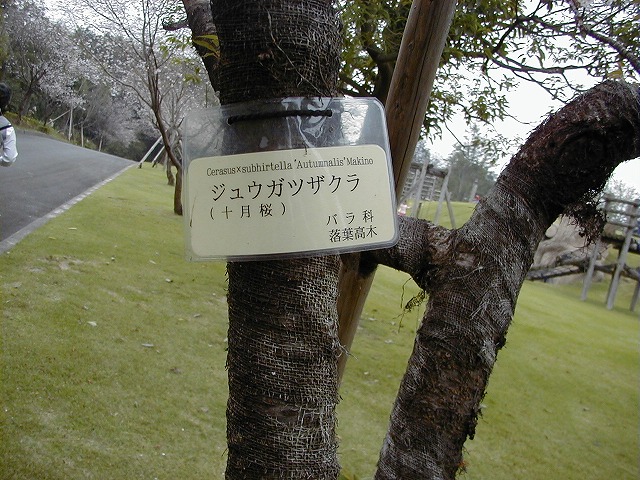 Cerasus×subhirtella 'Autumnalis' Makino
ジュウガツザクラ
(十月桜)
バラ科
落葉高木